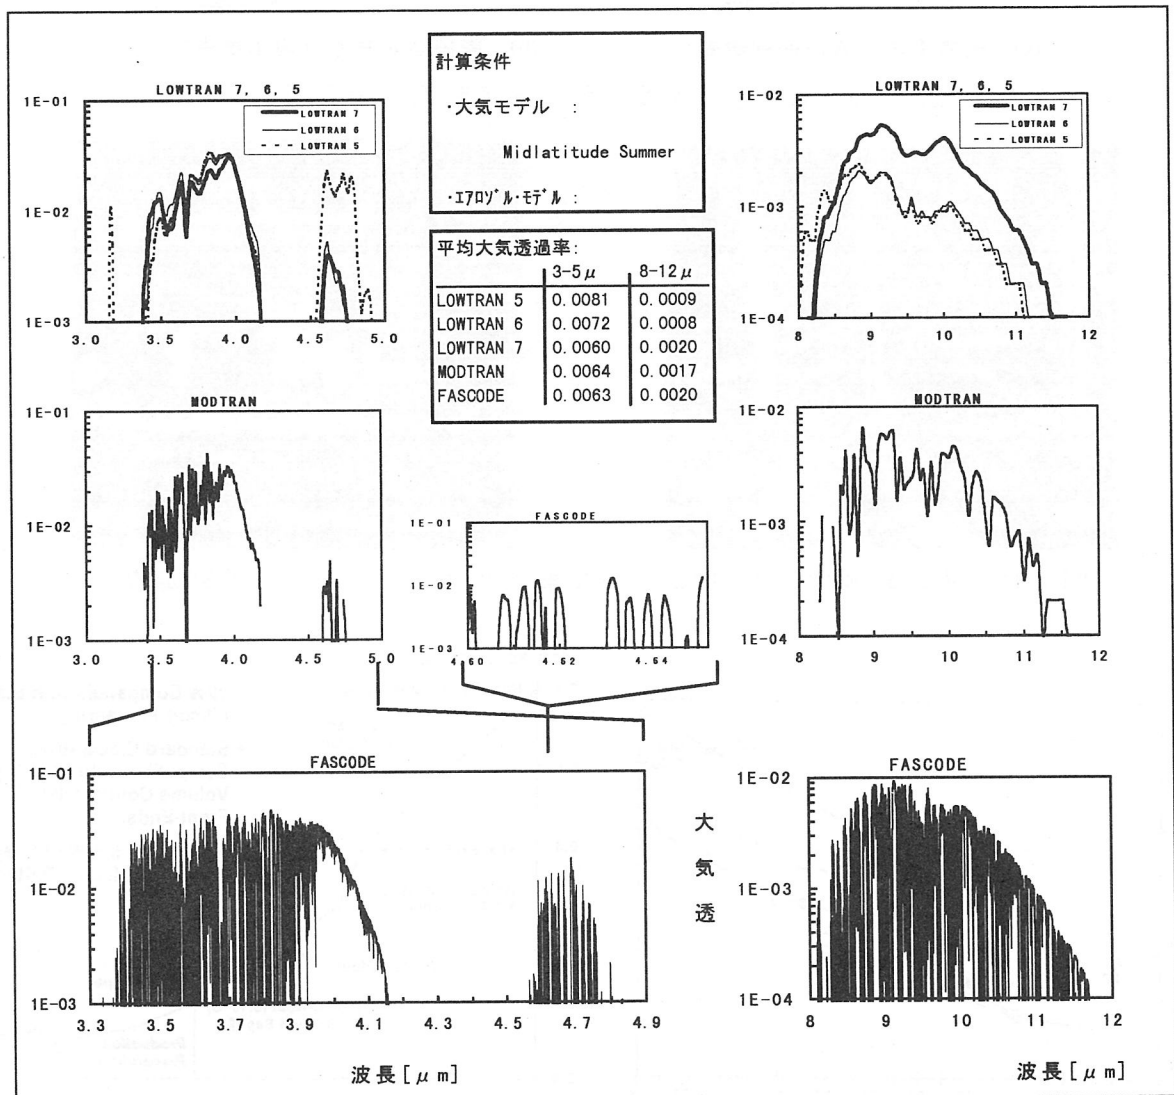 計算条件
・大気モデル :
Midlatitude Summer
・エアロゾル・モデル :
平均大気透過率:
3-5μ 8-12μ
LOWTRAN 5 0.0081 0.0009
LOWTRAN 6 0.0072 0.0008
LOWTRAN 7 0.0060 0.0020
MODTRAN 0.0064 0.0017
FASCODE 0.0063 0.0020
LOWTRAN 7, 6, 5
LOWTRAN 7
LOWTRAN 6
LOWTRAN 5
1E-01
1E-02
1E-03
3.0 3.5 4.0 4.5 5.0
LOWTRAN 7, 6, 5
LOWTRAN 7
LOWTRAN 6
LOWTRAN 5
1E-02
1E-03
1E-04
8 9 10 11 12
MODTRAN
1E-01
1E-02
1E-03
3.0 3.5 4.0 4.5 5.0
FASCODE
1E-01
1E-02
1E-03
4.60 4.62 4.64
MODTRAN
1E-02
1E-03
1E-04
8 9 10 11 12
FASCODE
1E-01
1E-02
1E-03
3.3 3.5 3.7 3.9 4.1 4.3 4.5 4.7 4.9
波長[μm]
大気透
FASCODE
1E-02
1E-03
1E-04
8 9 10 11 12
波長[μm]